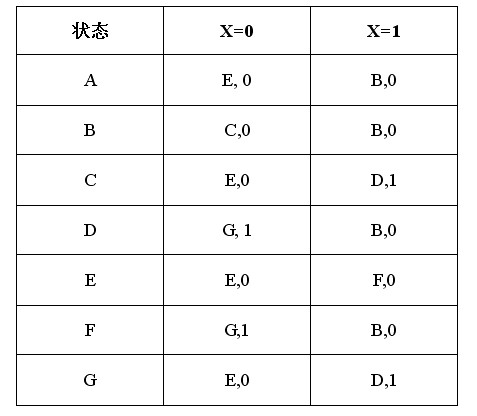 状态 X=0 X=1
A E, 0 B,0
B C,0 B,0
C E,0 D,1
D G, 1 B,0
E E,0 F,0
F G,1 B,0
G E,0 D,1